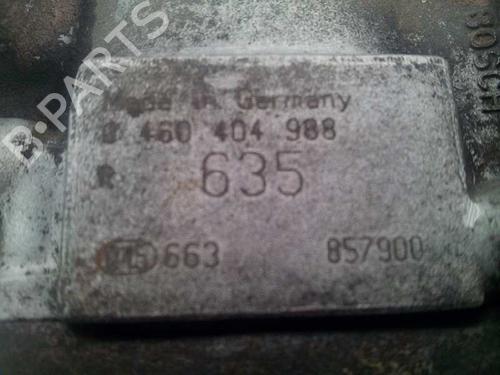 B-PARTS
BOSCH
Made in Germany
0 460 404 988
R 635
663 857900